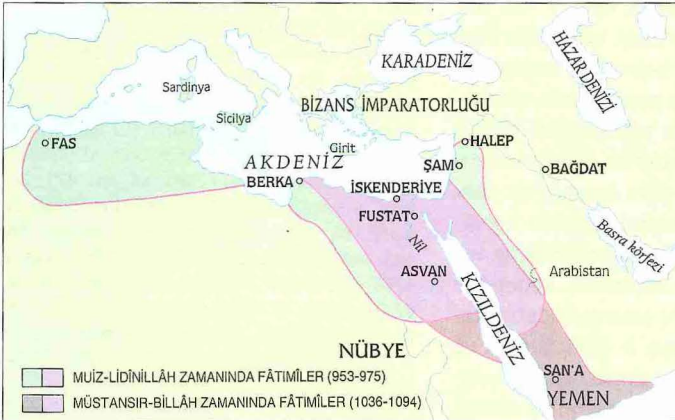 KARADENİZ
HAZAR DENİZİ
Sardinya
BİZANS İMPARATORLUĞU
Sicilya
FAS
Girit
HALEP
AKDENİZ
ŞAM
BAĞDAT
BERKA
İSKENDERİYE
FUSTAT
Nil
Basra körfezi
ASVAN
Arabistan
KIZILDENİZ
NÜBYE
SAN'A
YEMEN
MUİZ-LİDÎNİLLÂH ZAMANINDA FÂTIMÎLER (953-975)
MÜSTANSIR-BİLLÂH ZAMANINDA FÂTIMÎLER (1036-1094)